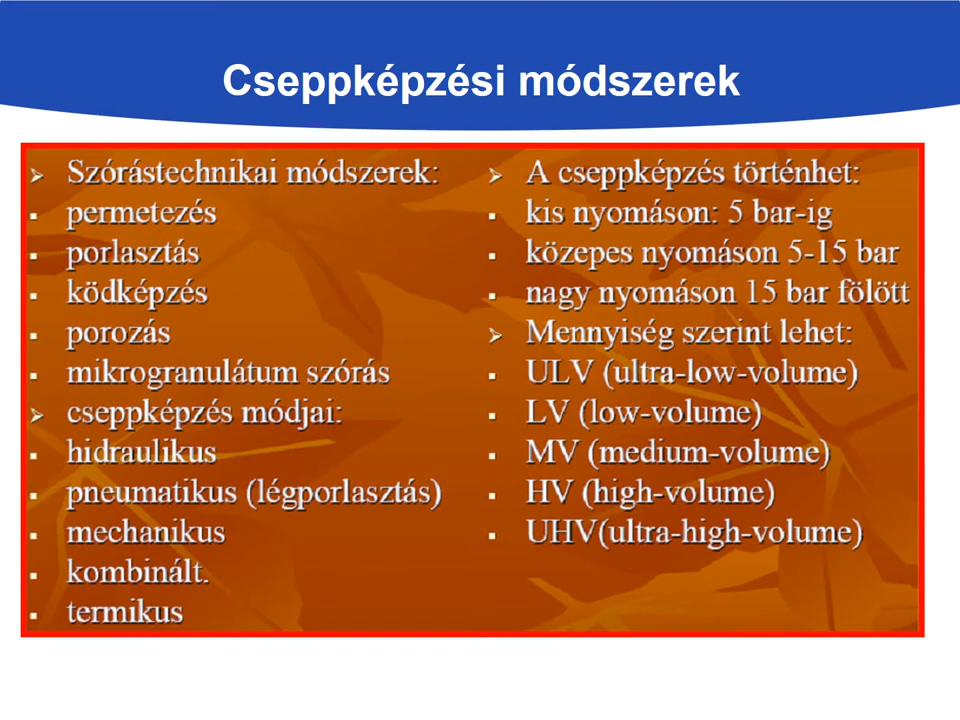 Cseppképzési módszerek
Szórástechnikai módszerek:
permetezés
porlasztás
ködképzés
porozás
mikrogranulátum szórás
cseppképzés módjai:
hidraulikus
pneumatikus (légporlasztás)
mechanikus
kombinált.
termikus
A cseppképzés történhet:
kis nyomáson: 5 bar-ig
közepes nyomáson 5-15 bar
nagy nyomáson 15 bar fölött
Mennyiség szerint lehet:
ULV (ultra-low-volume)
LV (low-volume)
MV (medium-volume)
HV (high-volume)
UHV(ultra-high-volume)